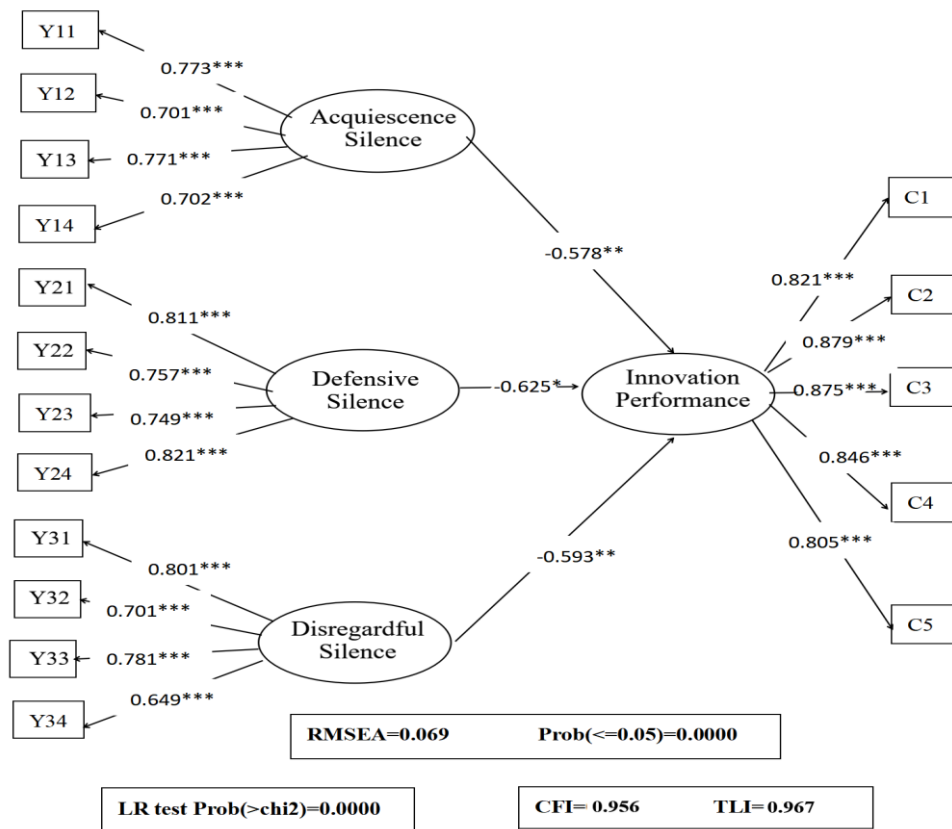 Y11
0.773***
Y12
0.701***
Y13
0.771***
Y14
0.702***
Acquiescence
Silence
-0.578**
Y21
0.811***
Y22
0.757***
Y23
0.749***
Y24
0.821***
Defensive
Silence
-0.625*
Y31
0.801***
Y32
0.701***
Y33
0.781***
Y34
0.649***
Disregardful
Silence
-0.593**
Innovation
Performance
C1
0.821***
C2
0.879***
C3
0.875***
C4
0.846***
C5
0.805***
RMSEA=0.069 Prob(<=0.05)=0.0000
LR test Prob(>chi2)=0.0000
CFI= 0.956 TLI=0.967